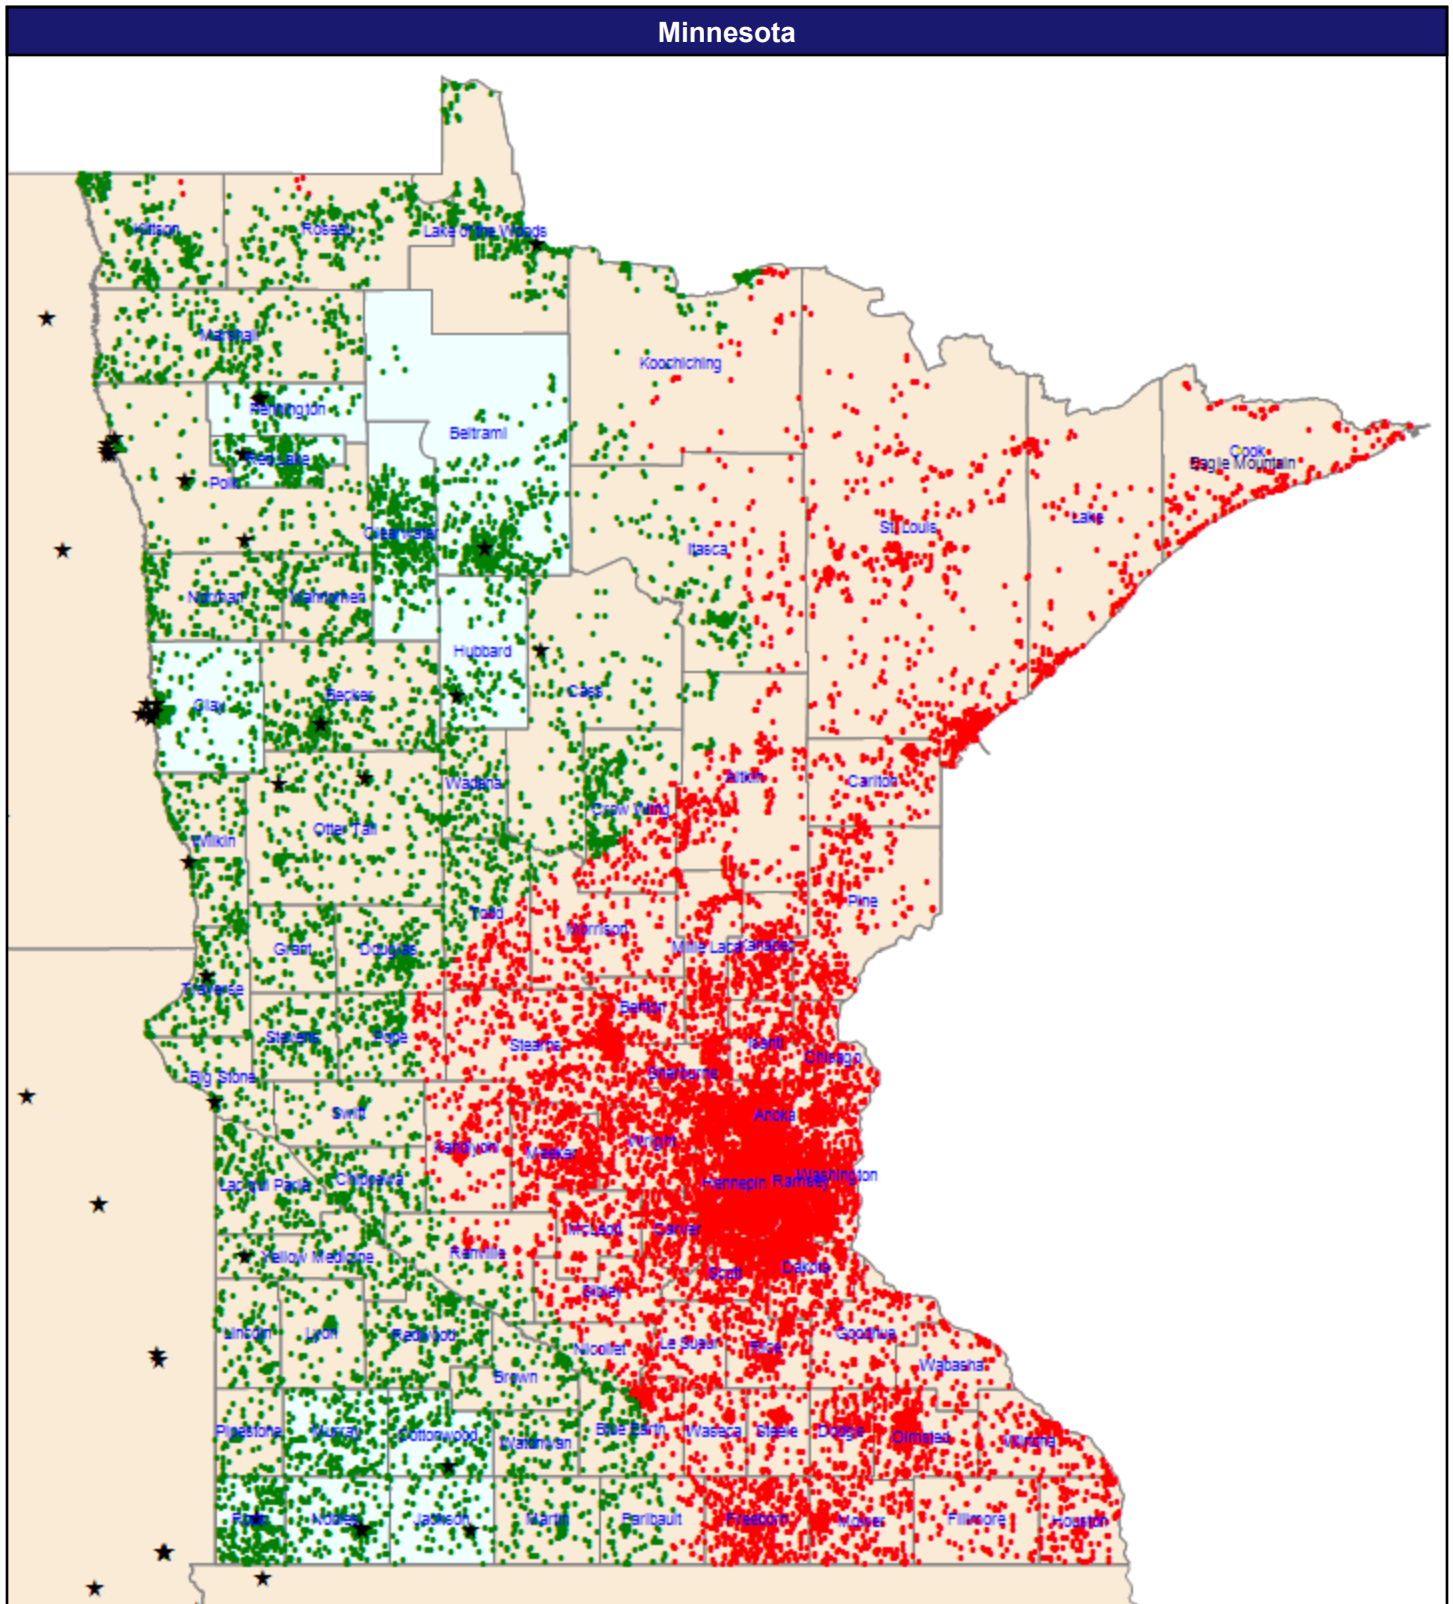 Minnesota
Kittson
Roseau
Lake of the Woods
Marshall
Koochiching
Pennington
Beltrami
Red Lake
Polk
Cook
Eagle Mountain
Clearwater
St. Louis
Lake
Itasca
Norman
Mahnomen
Hubbard
Clay
Becker
Cass
Wadena
Aitkin
Carlton
Crow Wing
Otter Tail
Wilkin
Pine
Todd
Morrison
Grant
Douglas
Mille Lacs
Kanabec
Traverse
Benton
Stevens
Pope
Stearns
Isanti
Chisago
Big Stone
Sherburne
Swift
Anoka
Kandiyohi
Meeker
Wright
Lac qui Parle
Chippewa
Hennepin
Ramsey
Washington
McLeod
Carver
Yellow Medicine
Renville
Scott
Dakota
Sibley
Lincoln
Lyon
Redwood
Nicollet
Le Sueur
Rice
Goodhue
Wabasha
Brown
Pipestone
Murray
Cottonwood
Watonwan
Blue Earth
Waseca
Steele
Dodge
Olmsted
Winona
Rock
Nobles
Jackson
Martin
Faribault
Freeborn
Mower
Fillmore
Houston